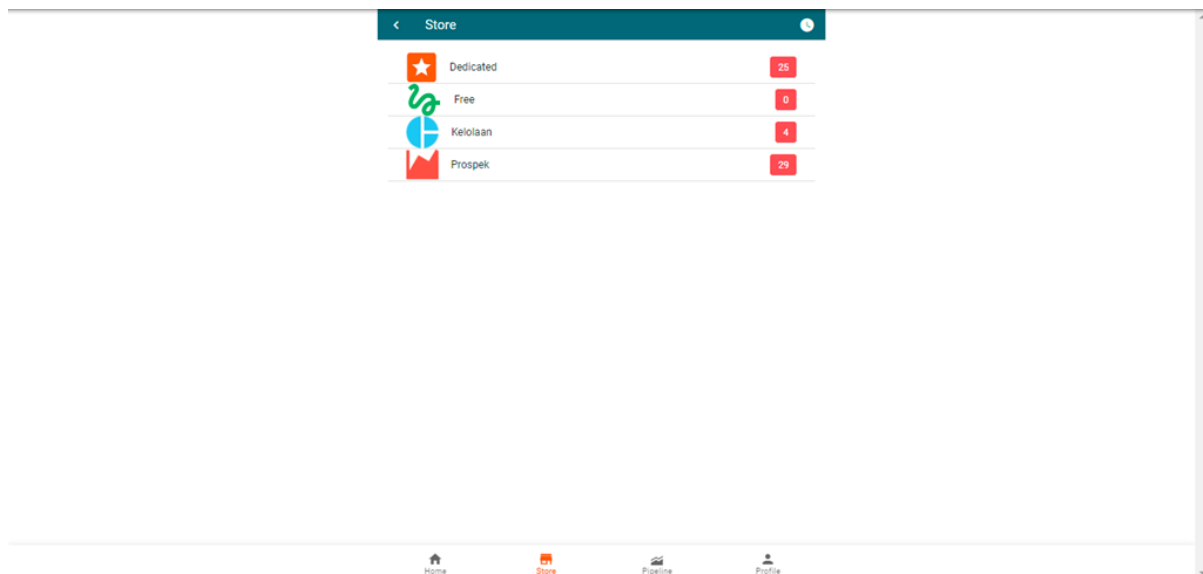 Store
Dedicated 25
Free 0
Kelolaan 4
Prospek 29
Home Store Pipeline Profile